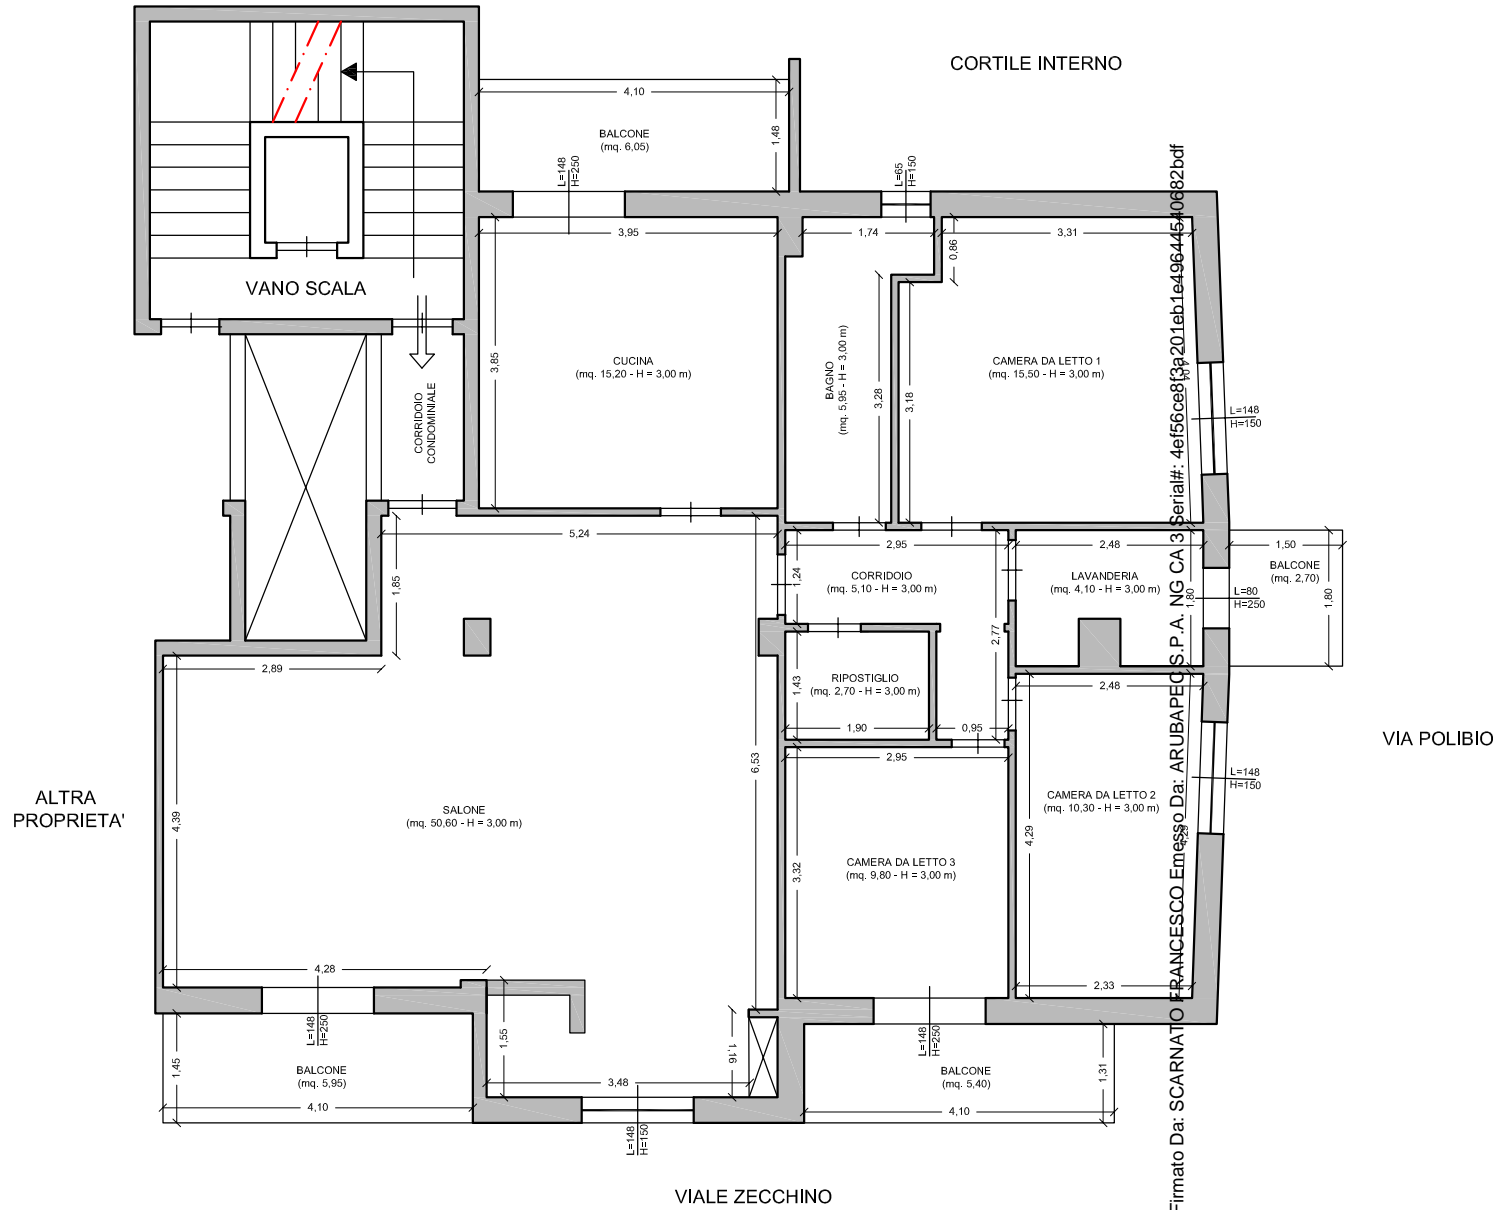 CORTILE INTERNO
4,10
1,48
BALCONE
(mq. 6,05)
L=148
H=250
L=65
H=150
3,95
1,74
0,86
3,31
VANO SCALA
3,85
CUCINA
(mq. 15,20 - H = 3,00 m)
BAGNO
(mq. 5,95 - H = 3,00 m)
3,28
3,18
CAMERA DA LETTO 1
(mq. 15,50 - H = 3,00 m)
4,04
L=148
H=150
CORRIDOIO
CONDOMINIALE
5,24
1,85
2,95
1,24
CORRIDOIO
(mq. 5,10 - H = 3,00 m)
2,48
LAVANDERIA
(mq. 4,10 - H = 3,00 m)
1,80
1,50
BALCONE
(mq. 2,70)
L=80
H=250
1,80
2,89
2,77
1,43
RIPOSTIGLIO
(mq. 2,70 - H = 3,00 m)
1,90
0,95
2,48
2,95
6,53
VIA POLIBIO
ALTRA
PROPRIETA'
4,39
SALONE
(mq. 50,60 - H = 3,00 m)
3,32
CAMERA DA LETTO 3
(mq. 9,80 - H = 3,00 m)
4,29
CAMERA DA LETTO 2
(mq. 10,30 - H = 3,00 m)
4,29
L=148
H=150
4,28
2,33
L=148
H=250
1,45
BALCONE
(mq. 5,95)
4,10
1,55
3,48
1,16
L=148
H=150
L=148
H=250
BALCONE
(mq. 5,40)
4,10
1,31
VIALE ZECCHINO
Firmato Da: SCARNATO FRANCESCO Emesso Da: ARUBAPEC S.P.A. NG CA 3 Serial#: 4ef56ce8f3a201eb1e4964454b682bdf